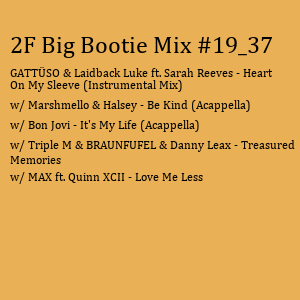 2F Big Bootie Mix #19_37
GATTÜSO & Laidback Luke ft. Sarah Reeves - Heart
On My Sleeve (Instrumental Mix)
w/ Marshmello & Halsey - Be Kind (Acappella)
w/ Bon Jovi - It's My Life (Acappella)
w/ Triple M & BRAUNFUFEL & Danny Leax - Treasured
Memories
w/ MAX ft. Quinn XCII - Love Me Less